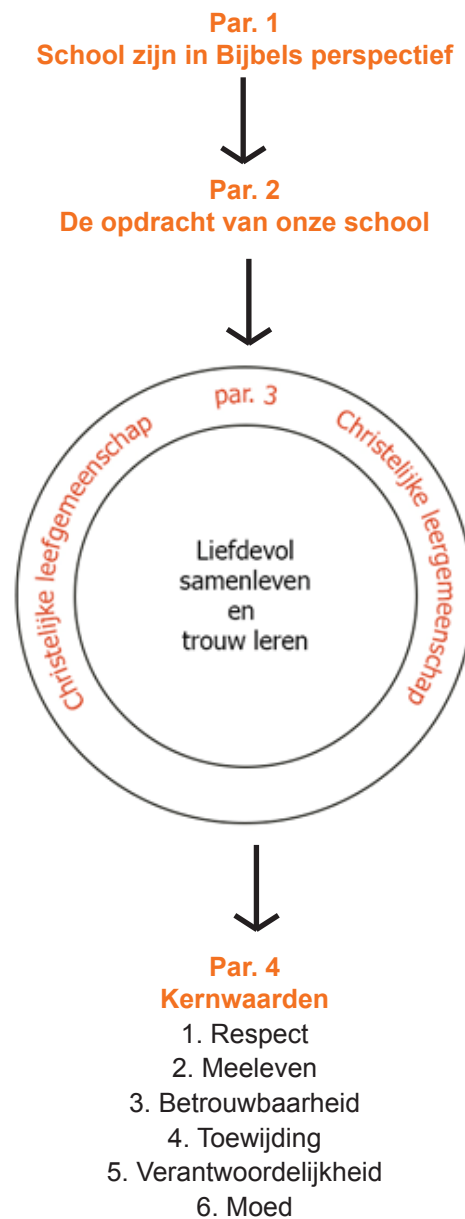 Par. 1
School zijn in Bijbels perspectief
Par. 2
De opdracht van onze school
par. 3
Christelijke leefgemeenschap
Christelijke leergemeenschap
Liefdevol
samenleven
en
trouw leren
Par. 4
Kernwaarden
1. Respect
2. Meeleven
3. Betrouwbaarheid
4. Toewijding
5. Verantwoordelijkheid
6. Moed